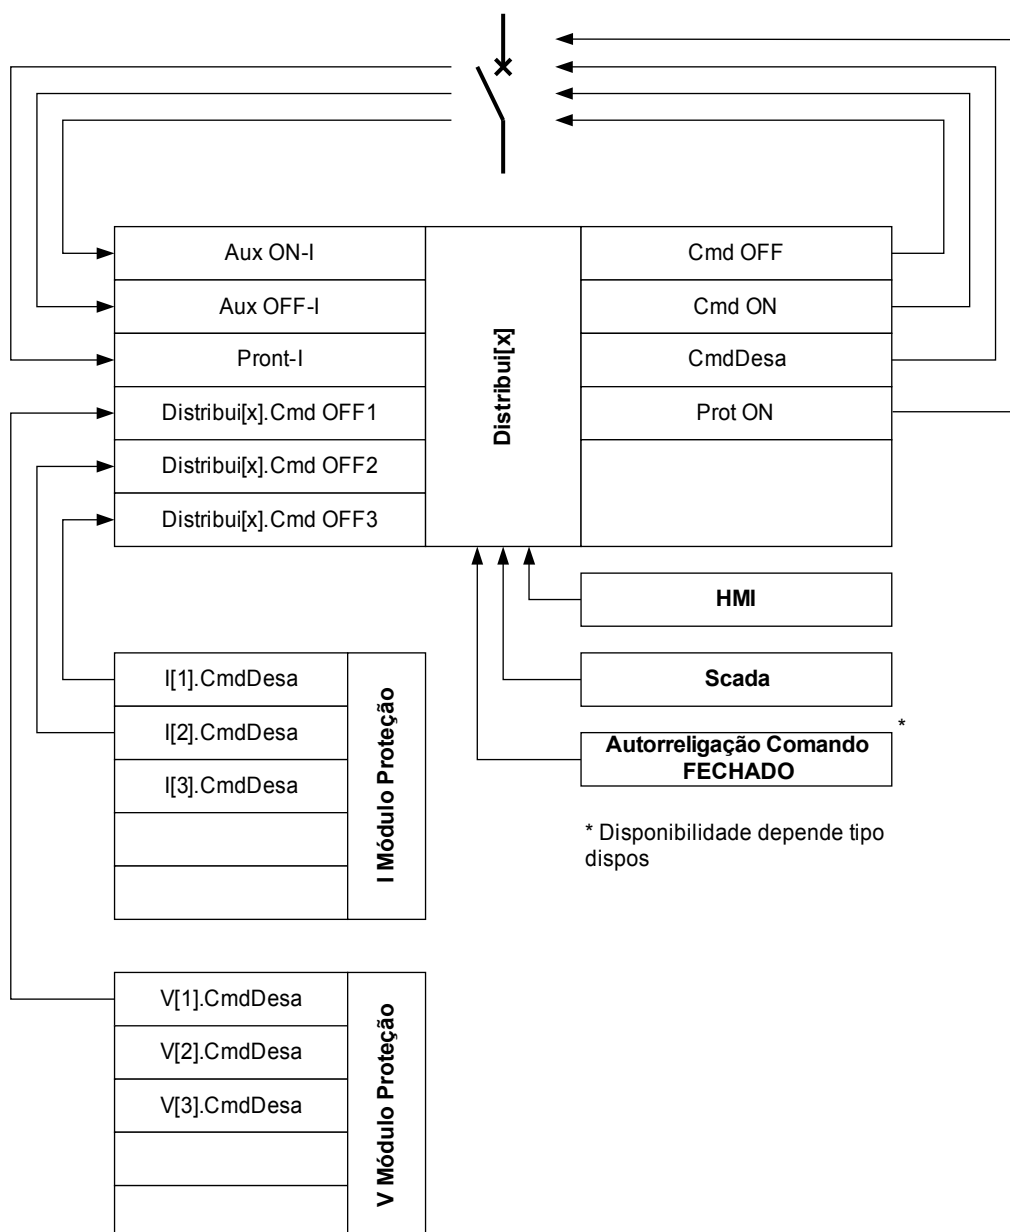 Aux ON-I
Aux OFF-I
Pront-I
Distribui[x].Cmd OFF1
Distribui[x].Cmd OFF2
Distribui[x].Cmd OFF3
Distribui[x]
Cmd OFF
Cmd ON
CmdDesa
Prot ON
HMI
Scada
Autorreligação Comando
FECHADO
*
* Disponibilidade depende tipo
dispos
I[1].CmdDesa
I[2].CmdDesa
I[3].CmdDesa
I Módulo Proteção
V[1].CmdDesa
V[2].CmdDesa
V[3].CmdDesa
V Módulo Proteção